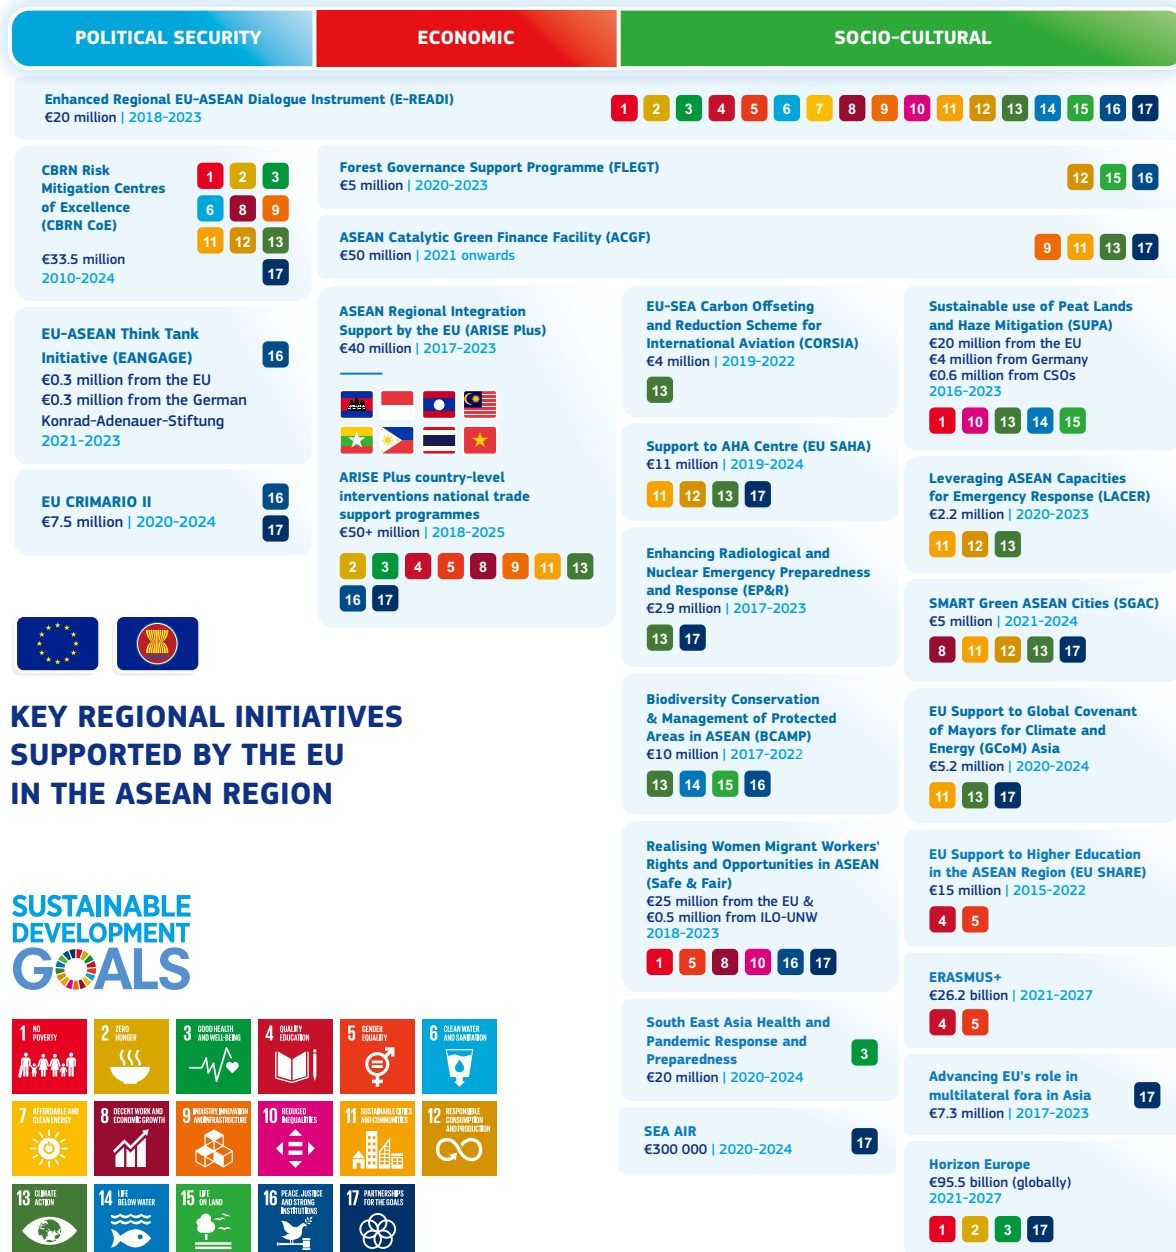 POLITICAL SECURITY
ECONOMIC
SOCIO-CULTURAL
Enhanced Regional EU-ASEAN Dialogue Instrument (E-READI)
€20 million | 2018-2023
1 2 3 4 5 6 7 8 9 10 11 12 13 14 15 16 17
CBRN Risk
Mitigation Centres
of Excellence
(CBRN CoE)
€33.5 million
2010-2024
1 2 3
6 8 9
11 12 13
17
EU-ASEAN Think Tank
Initiative (EANGAGE)
€0.3 million from the EU
€0.3 million from the German
Konrad-Adenauer-Stiftung
2021-2023
16
EU CRIMARIO II
€7.5 million | 2020-2024
16
17
Forest Governance Support Programme (FLEGT)
€5 million | 2020-2023
12 15 16
ASEAN Catalytic Green Finance Facility (ACGF)
€50 million | 2021 onwards
9 11 13 17
ASEAN Regional Integration
Support by the EU (ARISE Plus)
€40 million | 2017-2023
ARISE Plus country-level
interventions national trade
support programmes
€50+ million | 2018-2025
2 3 4 5 8 9 11 13
16 17
EU-SEA Carbon Offseting
and Reduction Scheme for
International Aviation (CORSIA)
€4 million | 2019-2022
13
Support to AHA Centre (EU SAHA)
€11 million | 2019-2024
11 12 13 17
Enhancing Radiological and
Nuclear Emergency Preparedness
and Response (EP&R)
€2.9 million | 2017-2023
13 17
Biodiversity Conservation
& Management of Protected
Areas in ASEAN (BCAMP)
€10 million | 2017-2022
13 14 15 16
Realising Women Migrant Workers'
Rights and Opportunities in ASEAN
(Safe & Fair)
€25 million from the EU &
€0.5 million from ILO-UNW
2018-2023
1 5 8 10 16 17
South East Asia Health and
Pandemic Response and
Preparedness
€20 million | 2020-2024
3
SEA AIR
€300 000 | 2020-2024
17
Sustainable use of Peat Lands
and Haze Mitigation (SUPA)
€20 million from the EU
€4 million from Germany
€0.6 million from CSOs
2016-2023
1 10 13 14 15
Leveraging ASEAN Capacities
for Emergency Response (LACER)
€2.2 million | 2020-2023
11 12 13
SMART Green ASEAN Cities (SGAC)
€5 million | 2021-2024
8 11 12 13 17
EU Support to Global Covenant
of Mayors for Climate and
Energy (GCoM) Asia
€5.2 million | 2020-2024
11 13 17
EU Support to Higher Education
in the ASEAN Region (EU SHARE)
€15 million | 2015-2022
4 5
ERASMUS+
€26.2 billion | 2021-2027
4 5
Advancing EU's role in
multilateral fora in Asia
€7.3 million | 2017-2023
17
Horizon Europe
€95.5 billion (globally)
2021-2027
1 2 3 17
KEY REGIONAL INITIATIVES
SUPPORTED BY THE EU
IN THE ASEAN REGION
SUSTAINABLE
DEVELOPMENT
GOALS
1 NO
POVERTY
2 ZERO
HUNGER
3 GOOD HEALTH
AND WELL-BEING
4 QUALITY
EDUCATION
5 GENDER
EQUALITY
6 CLEAN WATER
AND SANITATION
7 AFFORDABLE AND
CLEAN ENERGY
8 DECENT WORK AND
ECONOMIC GROWTH
9 INDUSTRY, INNOVATION
AND INFRASTRUCTURE
10 REDUCED
INEQUALITIES
11 SUSTAINABLE CITIES
AND COMMUNITIES
12 RESPONSIBLE
CONSUMPTION
AND PRODUCTION
13 CLIMATE
ACTION
14 LIFE
BELOW WATER
15 LIFE
ON LAND
16 PEACE, JUSTICE
AND STRONG
INSTITUTIONS
17 PARTNERSHIPS
FOR THE GOALS